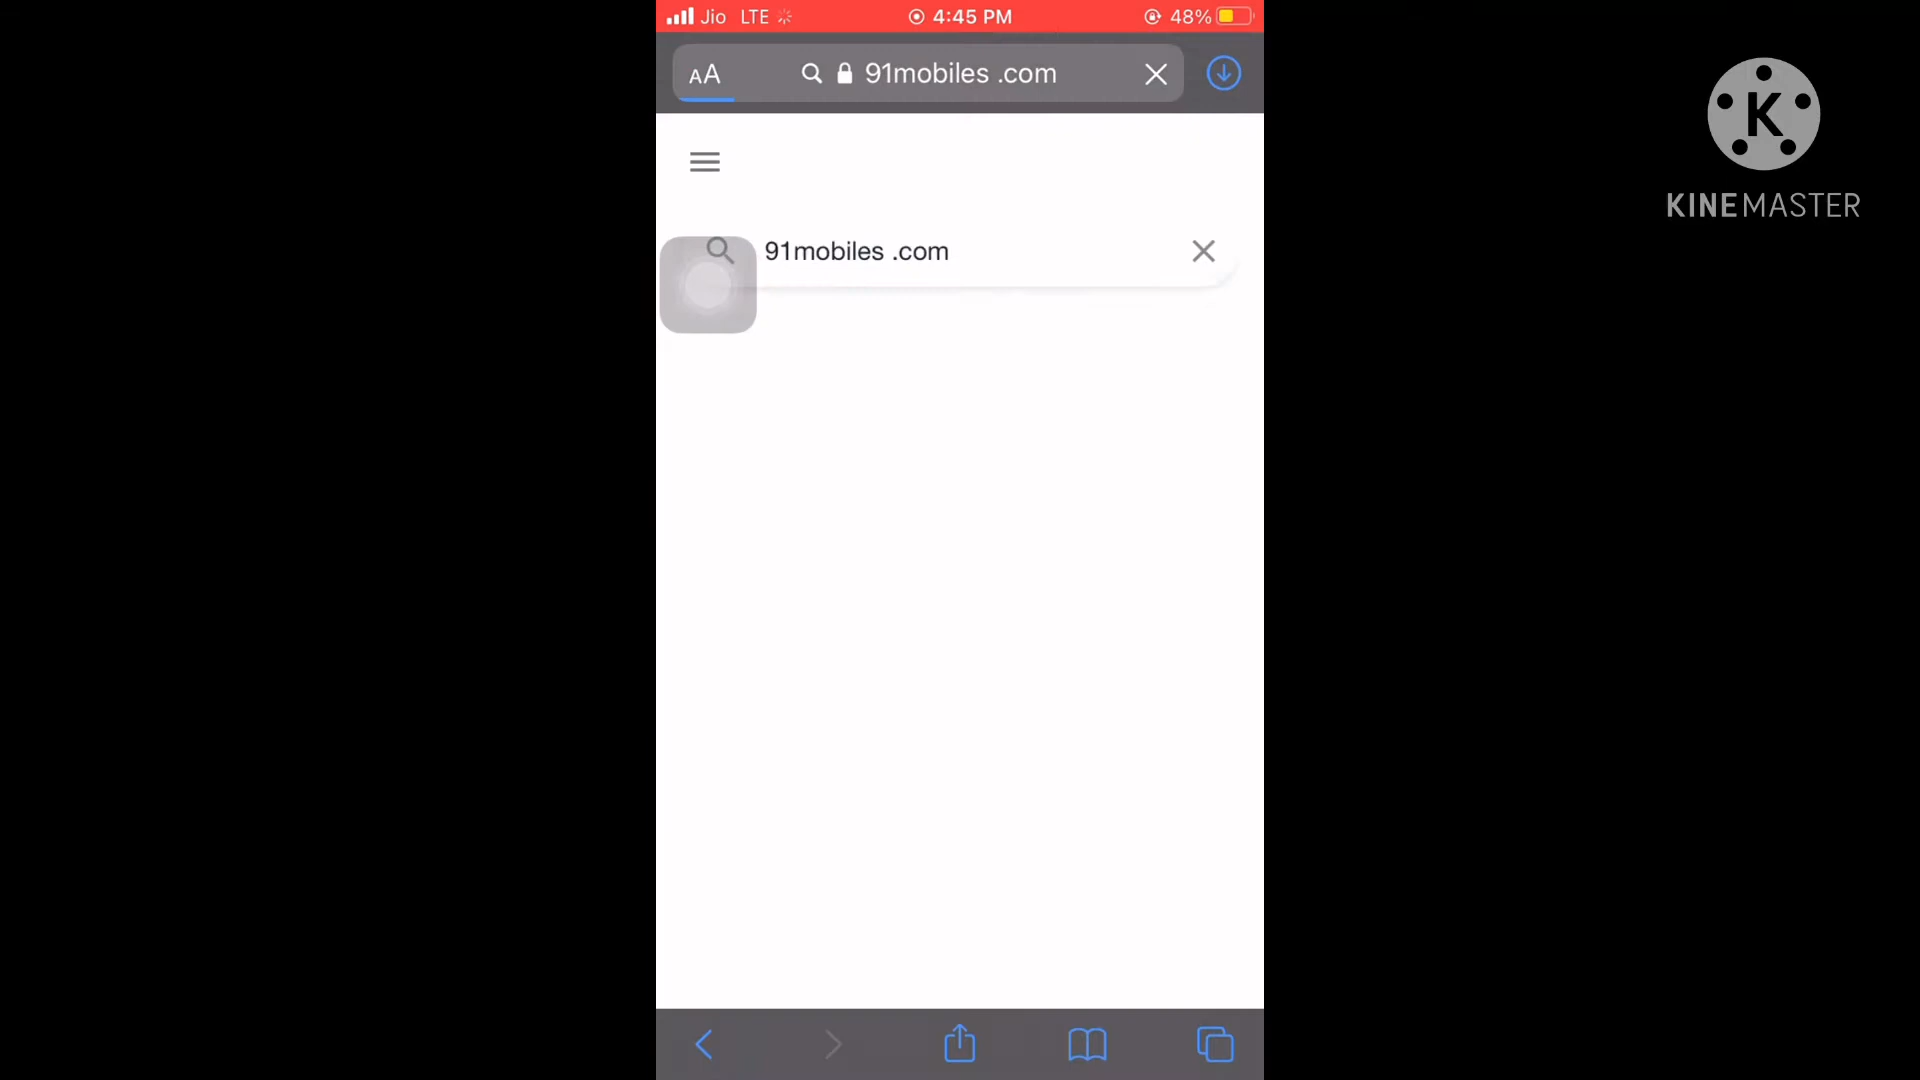 Jio LTE 4:45 PM 48%
AA 91mobiles .com
91mobiles .com
K
KINEMASTER